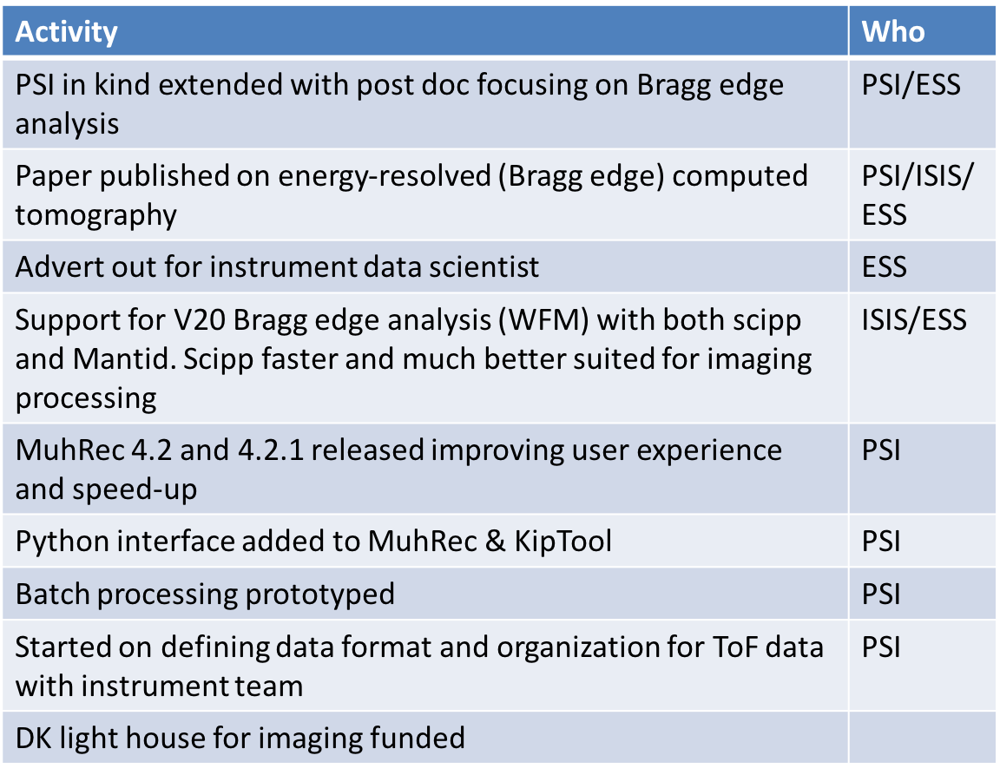 Activity
Who
PSI in kind extended with post doc focusing on Bragg edge
analysis
PSI/ESS
Paper published on energy-resolved (Bragg edge) computed
tomography
PSI/ISIS/
ESS
Advert out for instrument data scientist
ESS
Support for V20 Bragg edge analysis (WFM) with both scipp
and Mantid. Scipp faster and much better suited for imaging
processing
ISIS/ESS
MuhRec 4.2 and 4.2.1 released improving user experience
and speed-up
PSI
Python interface added to MuhRec & KipTool
PSI
Batch processing prototyped
PSI
Started on defining data format and organization for ToF data
with instrument team
PSI
DK light house for imaging funded